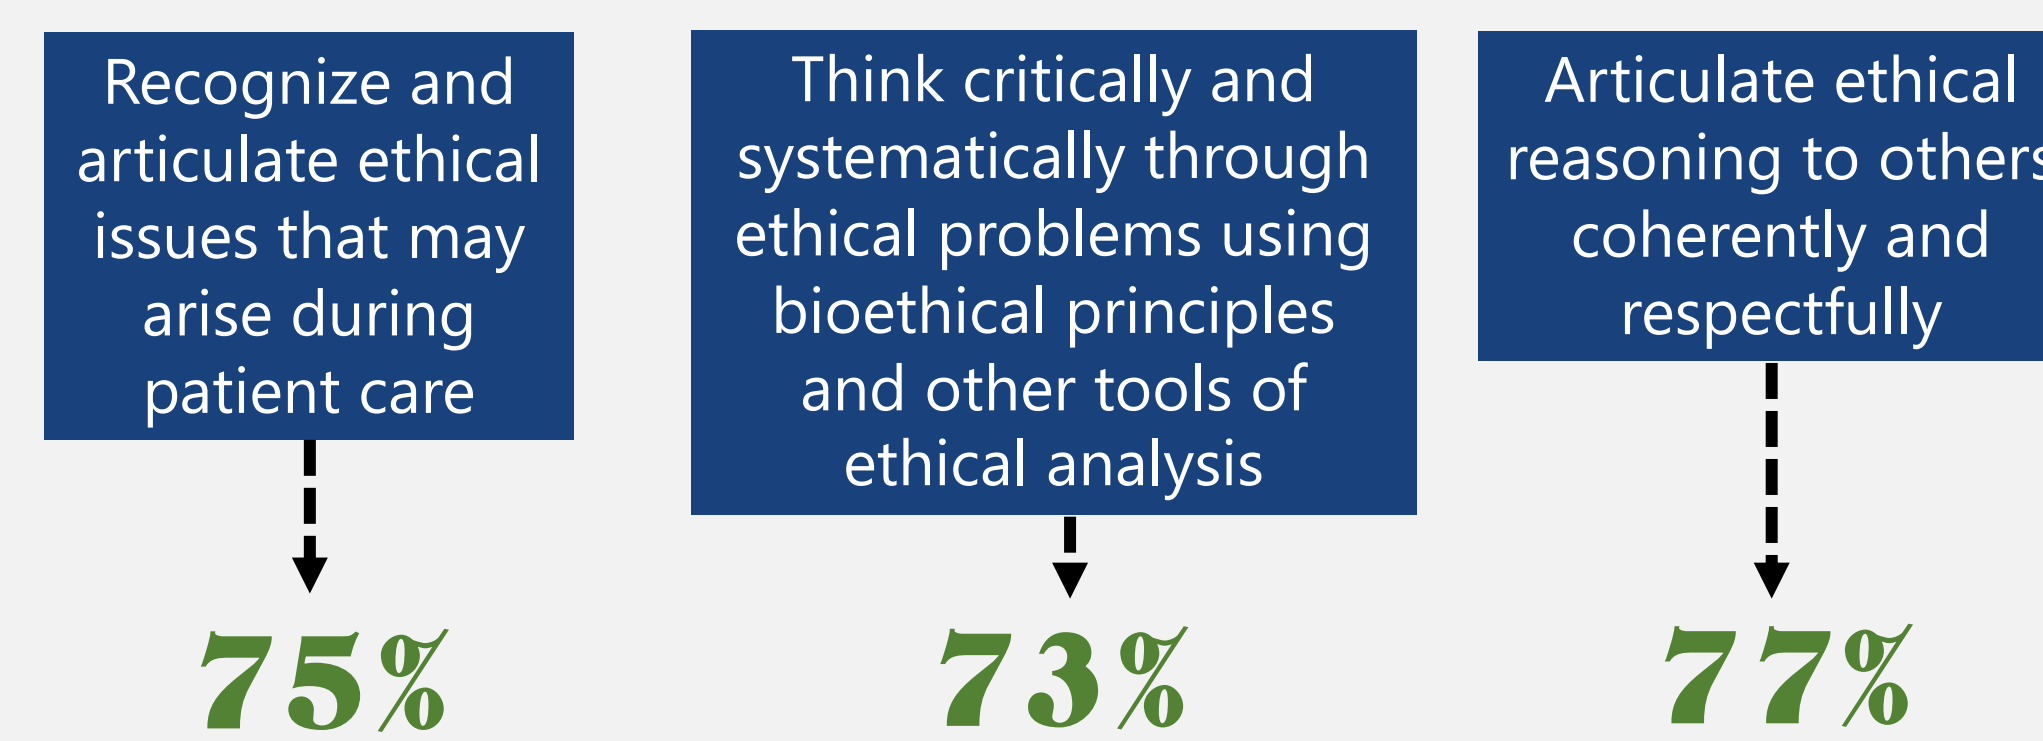 Recognize and
articulate ethical
issues that may
arise during
patient care
75%
Think critically and
systematically through
ethical problems using
bioethical principles
and other tools of
ethical analysis
73%
Articulate ethical
reasoning to others
coherently and
respectfully
77%